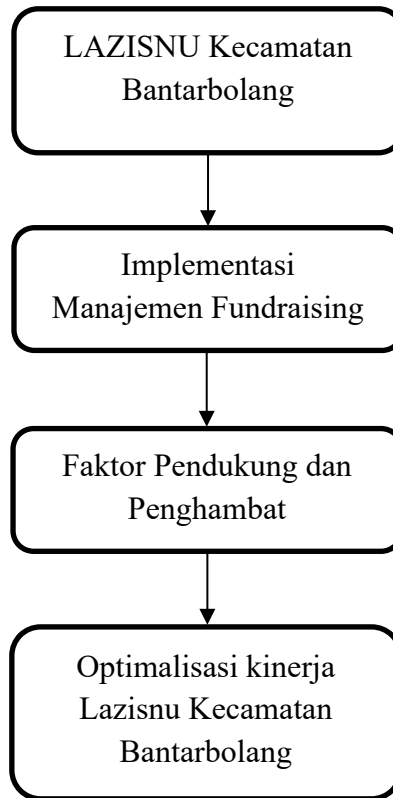 LAZISNU Kecamatan
Bantarbolang
Implementasi
Manajemen Fundraising
Faktor Pendukung dan
Penghambat
Optimalisasi kinerja
Lazisnu Kecamatan
Bantarbolang